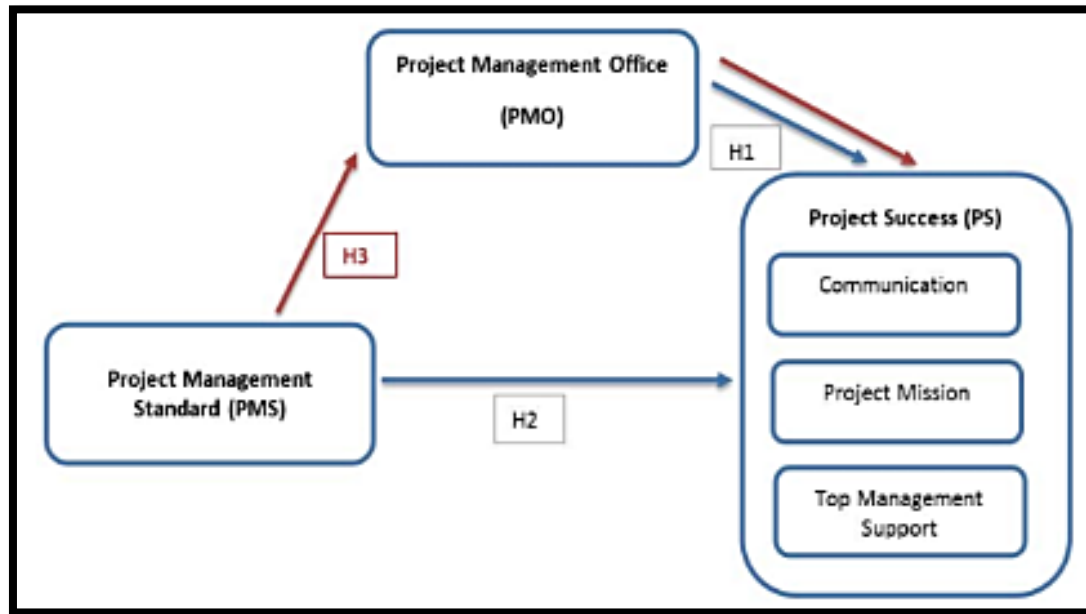 Project Management Office
(PMO)
H1
Project Success (PS)
Communication
H3
Project Management
Standard (PMS)
H2
Project Mission
Top Management
Support